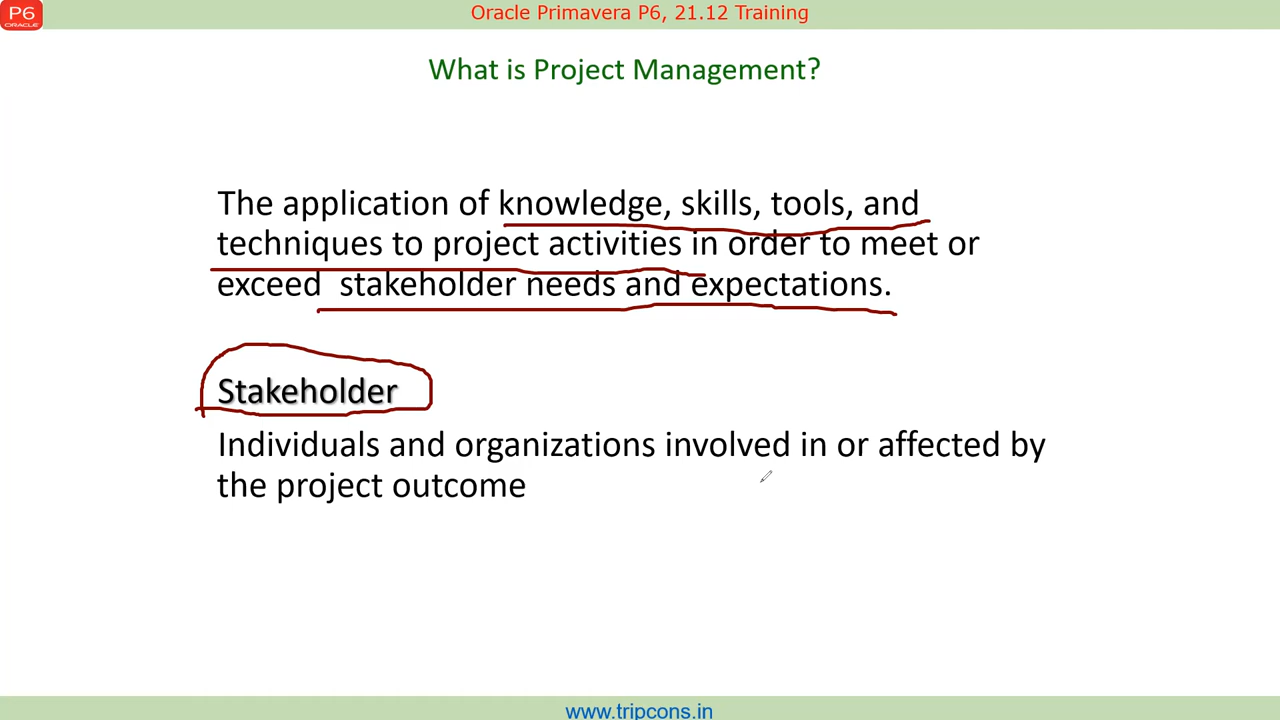 P6
ORACLE
Oracle Primavera P6, 21.12 Training
What is Project Management?
The application of knowledge, skills, tools, and
techniques to project activities in order to meet or
exceed stakeholder needs and expectations.
Stakeholder
Individuals and organizations involved in or affected by
the project outcome
www.tripcons.in